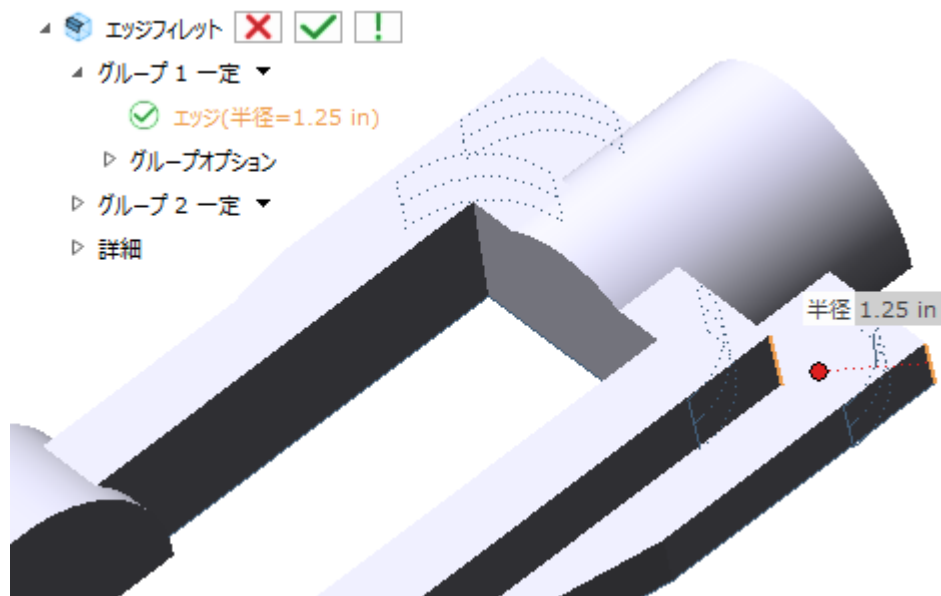 エッジフィレット
グループ 1 一定
エッジ(半径=1.25 in)
グループオプション
グループ 2 一定
詳細
半径 1.25 in